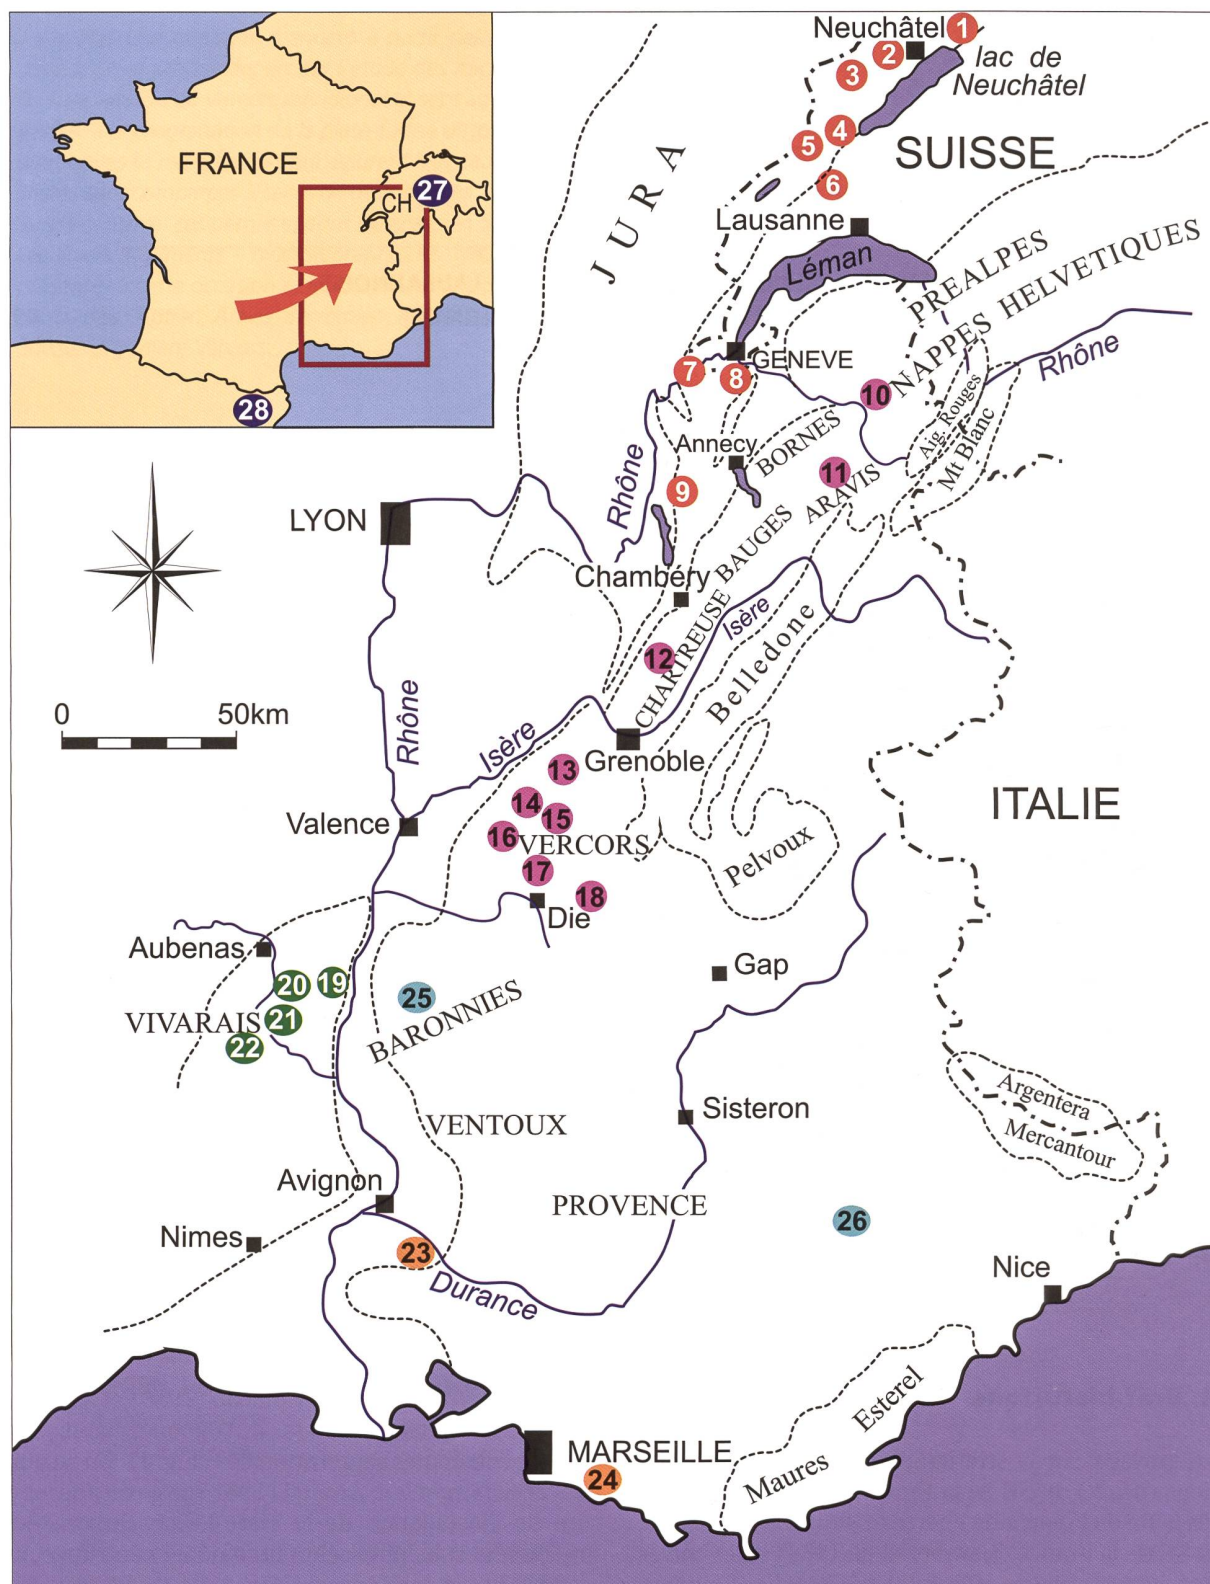 FRANCE
CH
27
28
Neuchâtel
1
2
3
lac de
Neuchâtel
4
5
6
SUISSE
JURA
Lausanne
Léman
PREALPES
NAPPES HELVETIQUES
Rhône
GENEVE
7
8
10
Aig. Rouges
Mt Blanc
Annecy
BORNES
11
ARAVIS
9
Rhône
LYON
BAUGES
Chambéry
CHARTREUSE
Isère
Belledone
12
0 50km
Rhône
Isère
Grenoble
13
14
15
16
VERCORS
17
18
Die
Valence
Pelvoux
ITALIE
Aubenas
20
19
VIVARAIS
21
22
25
BARONNIES
Gap
VENTOUX
Sisteron
Argentera
Mercantour
Avignon
PROVENCE
Nimes
23
26
Durance
Nice
Esterel
Maures
MARSEILLE
24